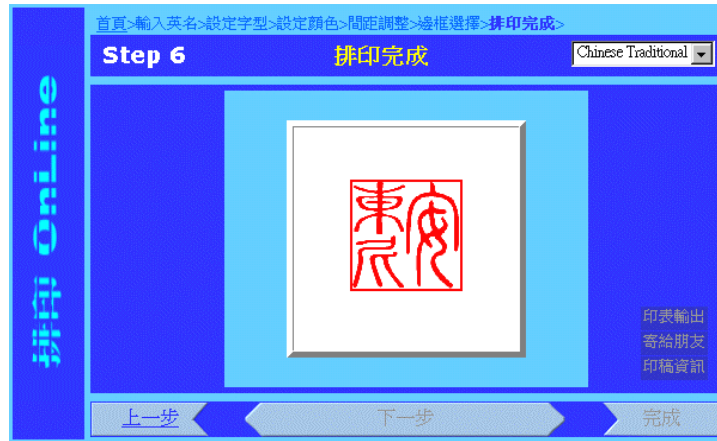 首頁>輸入英名>設定字型>設定顏色>間距調整>邊框選擇>排印完成>
Step 6
排印完成
Chinese Traditional
排印 OnLine
安
東
印表輸出
寄給朋友
印稿資訊
上一步
下一步
完成